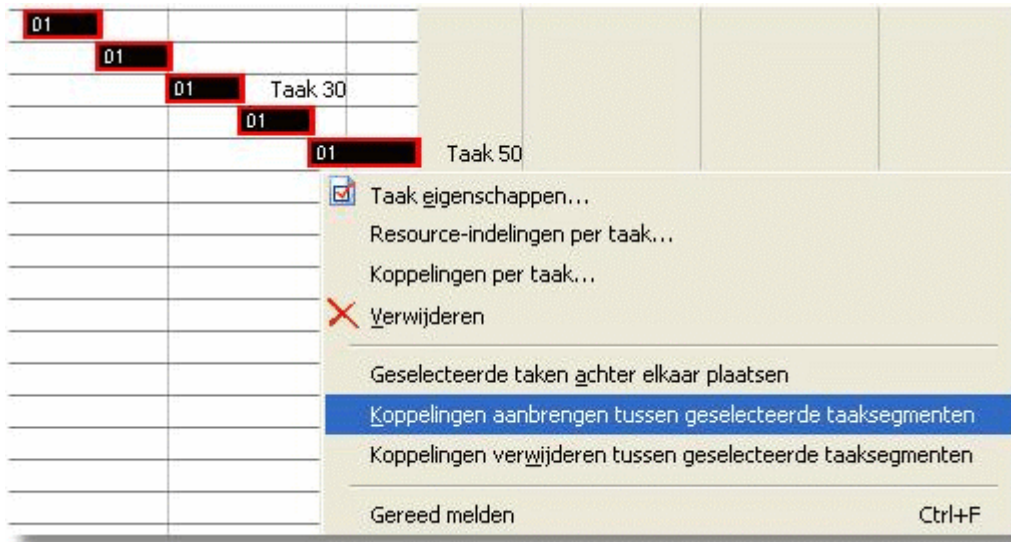 01
01
01 Taak 30
01
01 Taak 50
Taak eigenschappen...
Resource-indelingen per taak...
Koppelingen per taak...
Verwijderen
Geselecteerde taken achter elkaar plaatsen
Koppelingen aanbrengen tussen geselecteerde taaksegmenten
Koppelingen verwijderen tussen geselecteerde taaksegmenten
Gereed melden Ctrl+F